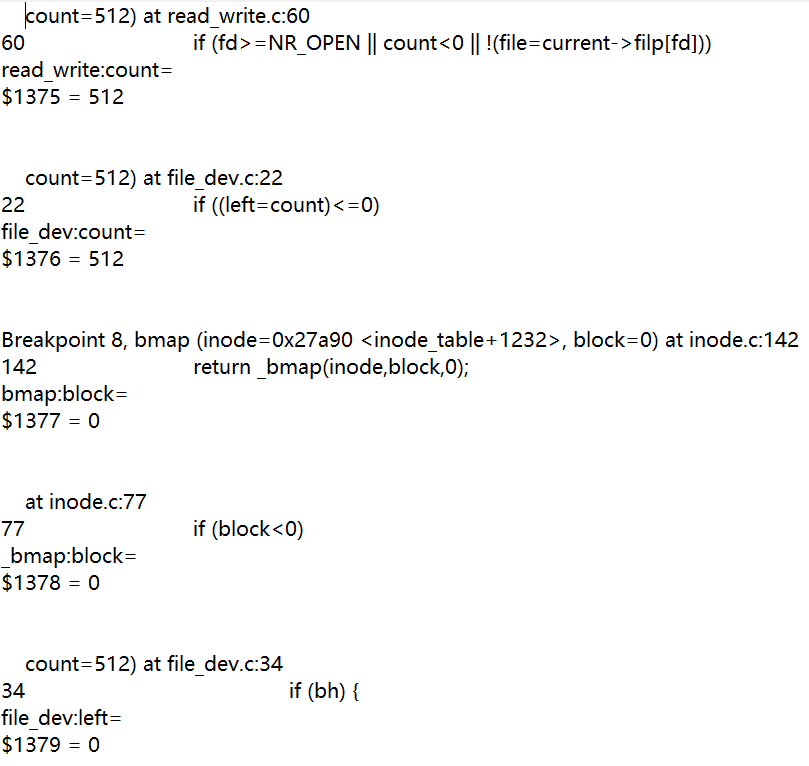 count=512) at read_write.c:60
60 if (fd>=NR_OPEN || count<0 || !(file=current->filp[fd]))
read_write:count=
$1375 = 512
count=512) at file_dev.c:22
22 if ((left=count)<=0)
file_dev:count=
$1376 = 512
Breakpoint 8, bmap (inode=0x27a90 <inode_table+1232>, block=0) at inode.c:142
142 return _bmap(inode,block,0);
bmap:block=
$1377 = 0
at inode.c:77
77 if (block<0)
_bmap:block=
$1378 = 0
count=512) at file_dev.c:34
34 if (bh) {
file_dev:left=
$1379 = 0